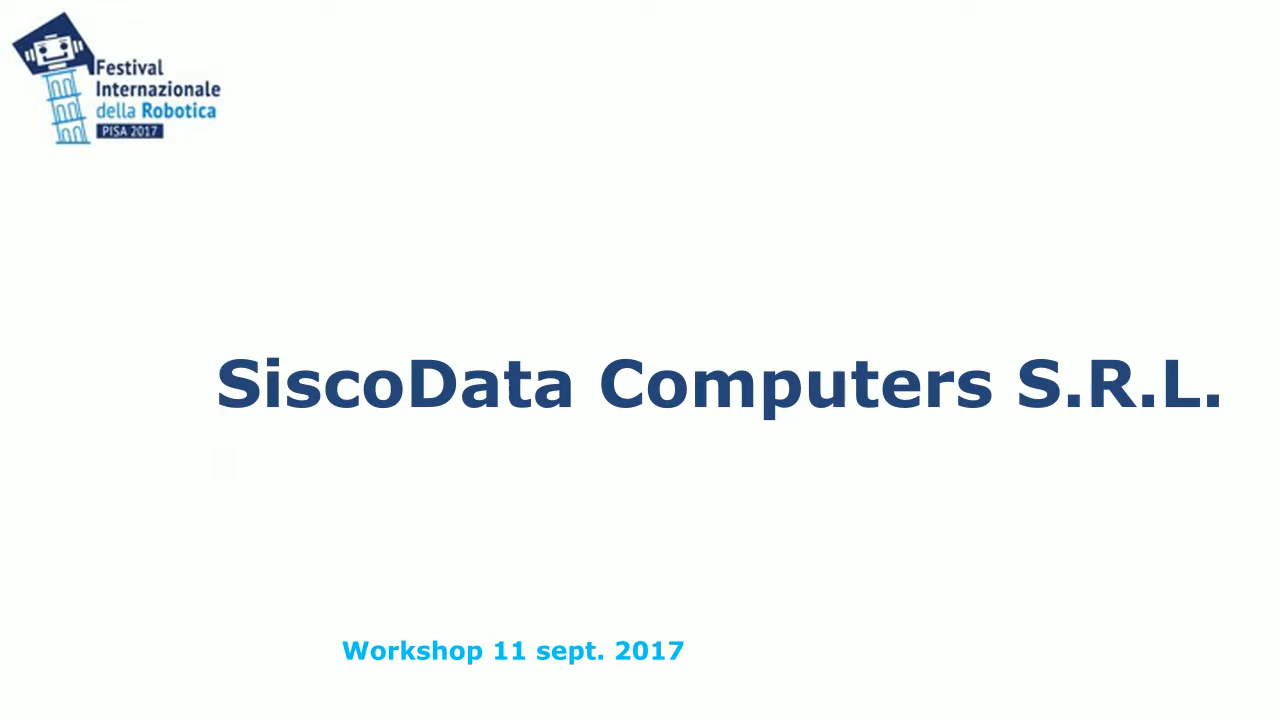 Festival
Internazionale
della Robotica
PISA 2017
SiscoData Computers S.R.L.
Workshop 11 sept. 2017